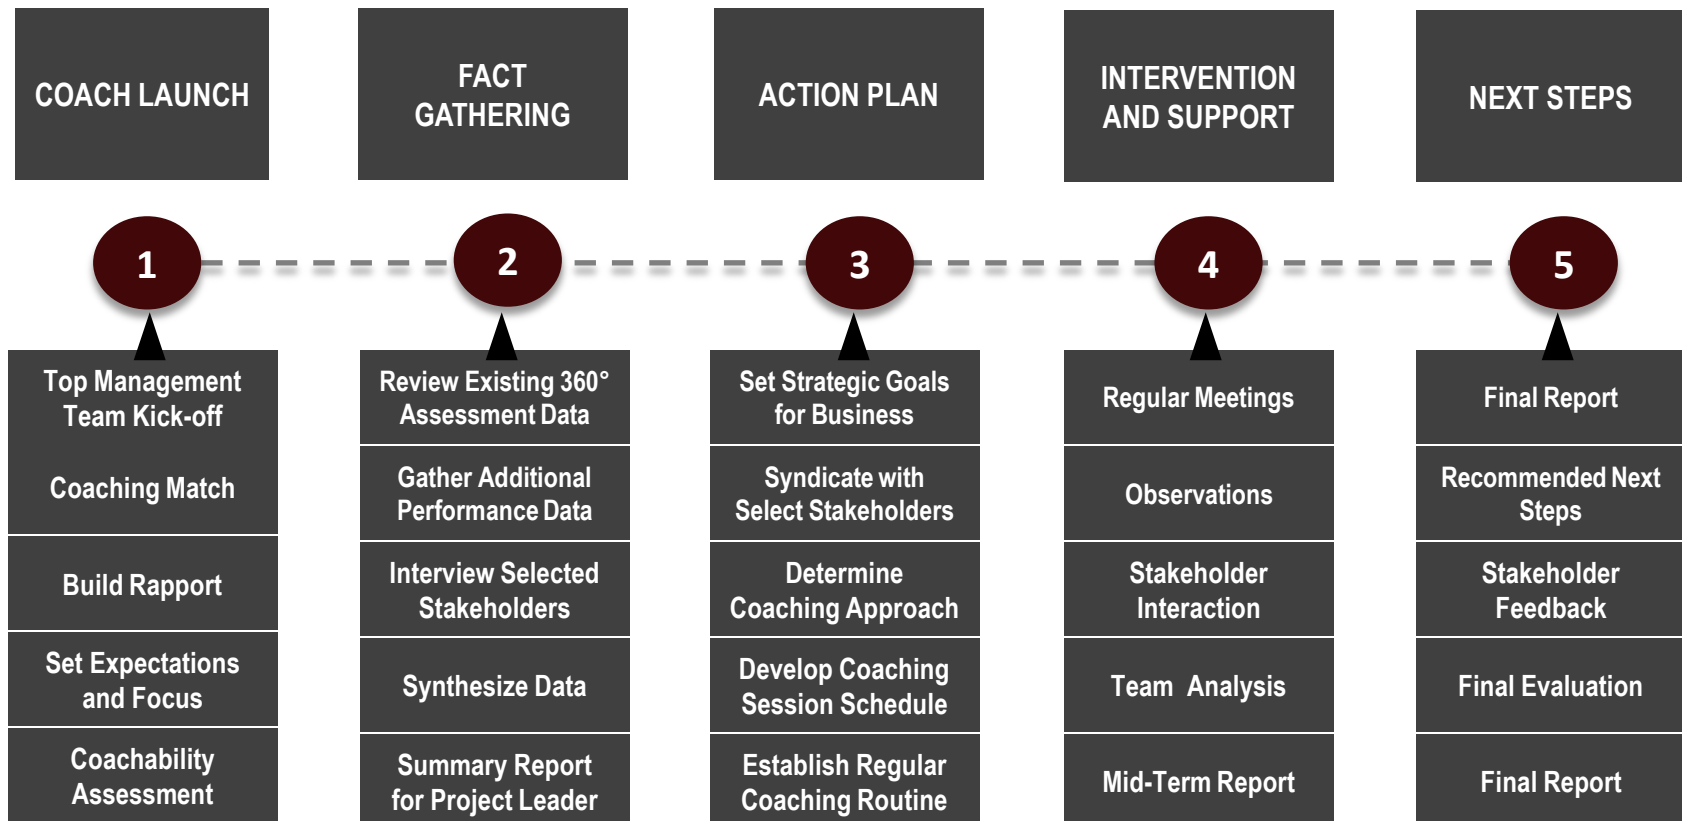 COACH LAUNCH
FACT
GATHERING
ACTION PLAN
INTERVENTION
AND SUPPORT
NEXT STEPS
1
2
3
4
5
Top Management
Team Kick-off
Coaching Match
Build Rapport
Set Expectations
and Focus
Coachability
Assessment
Review Existing 360°
Assessment Data
Gather Additional
Performance Data
Interview Selected
Stakeholders
Synthesize Data
Summary Report
for Project Leader
Set Strategic Goals
for Business
Syndicate with
Select Stakeholders
Determine
Coaching Approach
Develop Coaching
Session Schedule
Establish Regular
Coaching Routine
Regular Meetings
Observations
Stakeholder
Interaction
Team Analysis
Mid-Term Report
Final Report
Recommended Next
Steps
Stakeholder
Feedback
Final Evaluation
Final Report